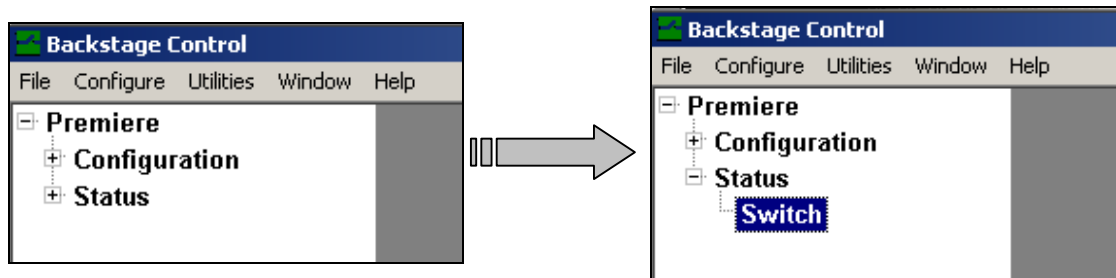 Backstage Control
File Configure Utilities Window Help
Premiere
Configuration
Status
Backstage Control
File Configure Utilities Window Help
Premiere
Configuration
Status
Switch